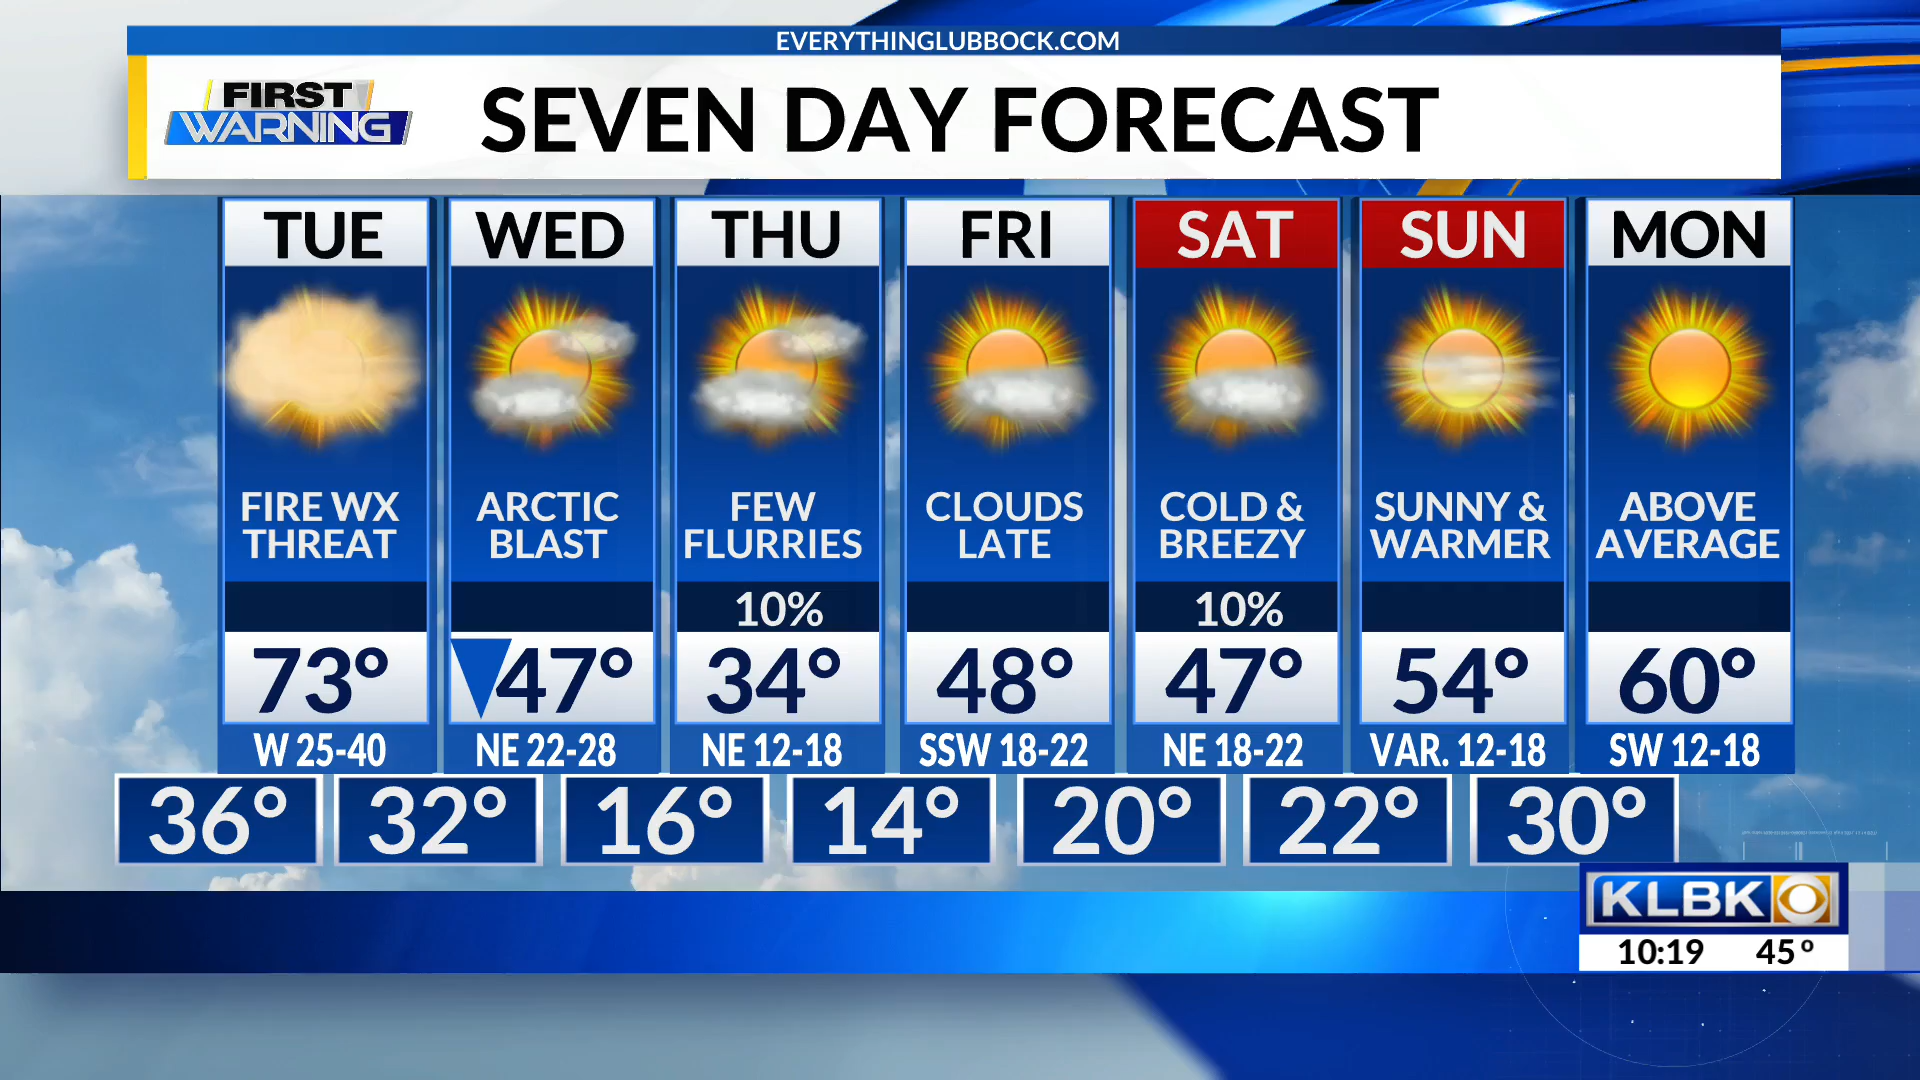 EVERYTHINGLUBBOCK.COM
FIRST
WARNING
SEVEN DAY FORECAST
TUE WED THU FRI SAT SUN MON
FIRE WX ARCTIC FEW CLOUDS COLD & SUNNY & ABOVE
THREAT BLAST FLURRIES LATE BREEZY WARMER AVERAGE
10% 10%
73° 47° 34° 48° 47° 54° 60°
W 25-40 NE 22-28 NE 12-18 SSW 18-22 NE 18-22 VAR. 12-18 SW 12-18
36° 32° 16° 14° 20° 22° 30°
KLBK
10:19 45°